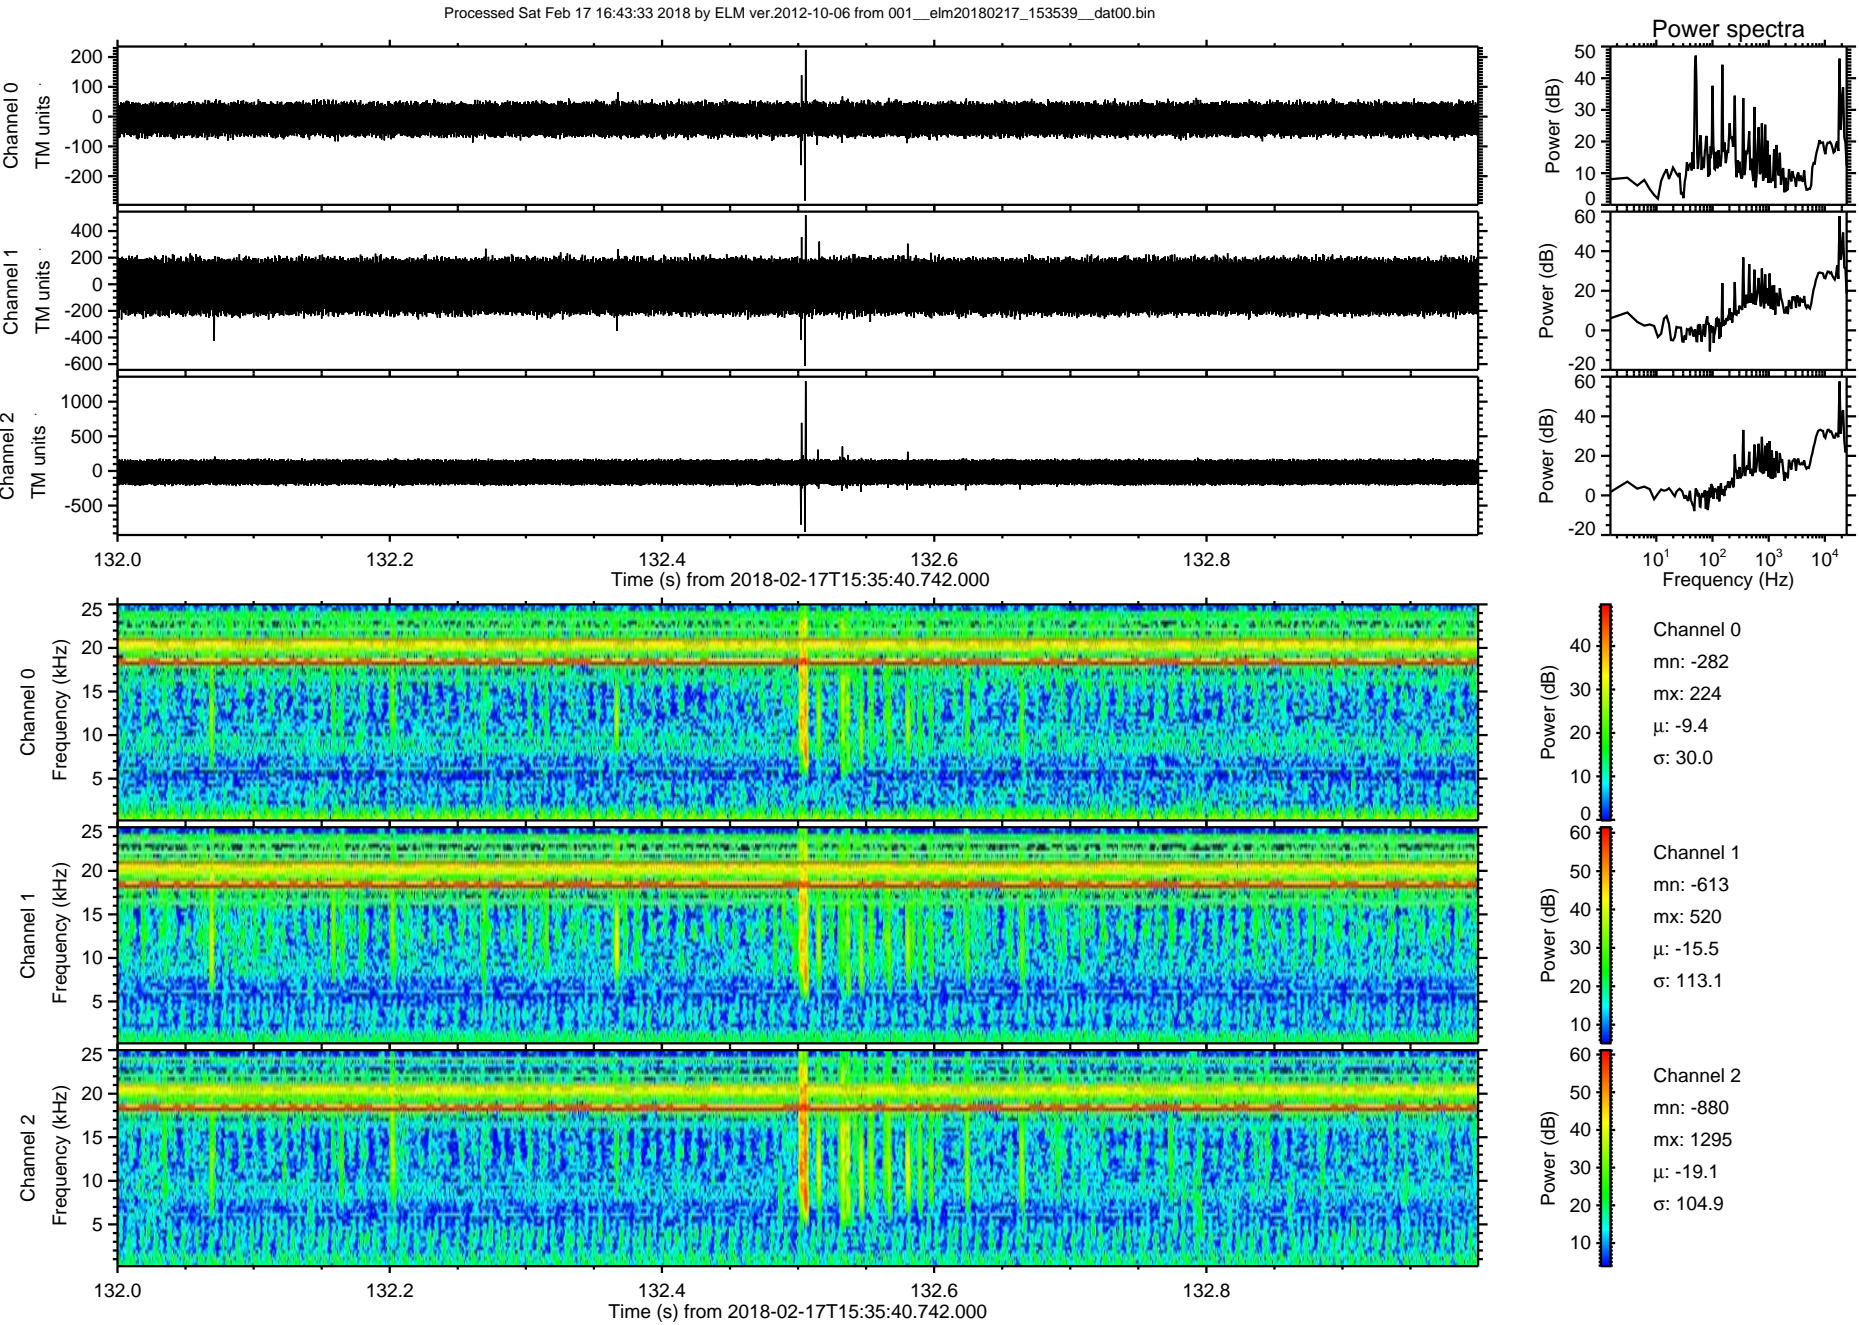 Processed Sat Feb 17 16:43:33 2018 by ELM ver.2012-10-06 from 001__elm20180217_153539__dat00.bin
Power spectra
Channel 0
TM units
200
100
0
-100
-200
Power (dB)
50
40
30
20
10
0
Channel 1
TM units
400
200
0
-200
-400
-600
Power (dB)
60
40
20
0
-20
Channel 2
TM units
1000
500
0
-500
Power (dB)
60
40
20
0
-20
132.0 132.2 132.4 132.6 132.8
Time (s) from 2018-02-17T15:35:40.742.000
10^1 10^2 10^3 10^4
Frequency (Hz)
Channel 0
Frequency (kHz)
25
20
15
10
5
Power (dB)
40
30
20
10
0
Channel 0
mn: -282
mx: 224
μ: -9.4
σ: 30.0
Channel 1
Frequency (kHz)
25
20
15
10
5
Power (dB)
60
50
40
30
20
10
Channel 1
mn: -613
mx: 520
μ: -15.5
σ: 113.1
Channel 2
Frequency (kHz)
25
20
15
10
5
Power (dB)
60
50
40
30
20
10
Channel 2
mn: -880
mx: 1295
μ: -19.1
σ: 104.9
132.0 132.2 132.4 132.6 132.8
Time (s) from 2018-02-17T15:35:40.742.000